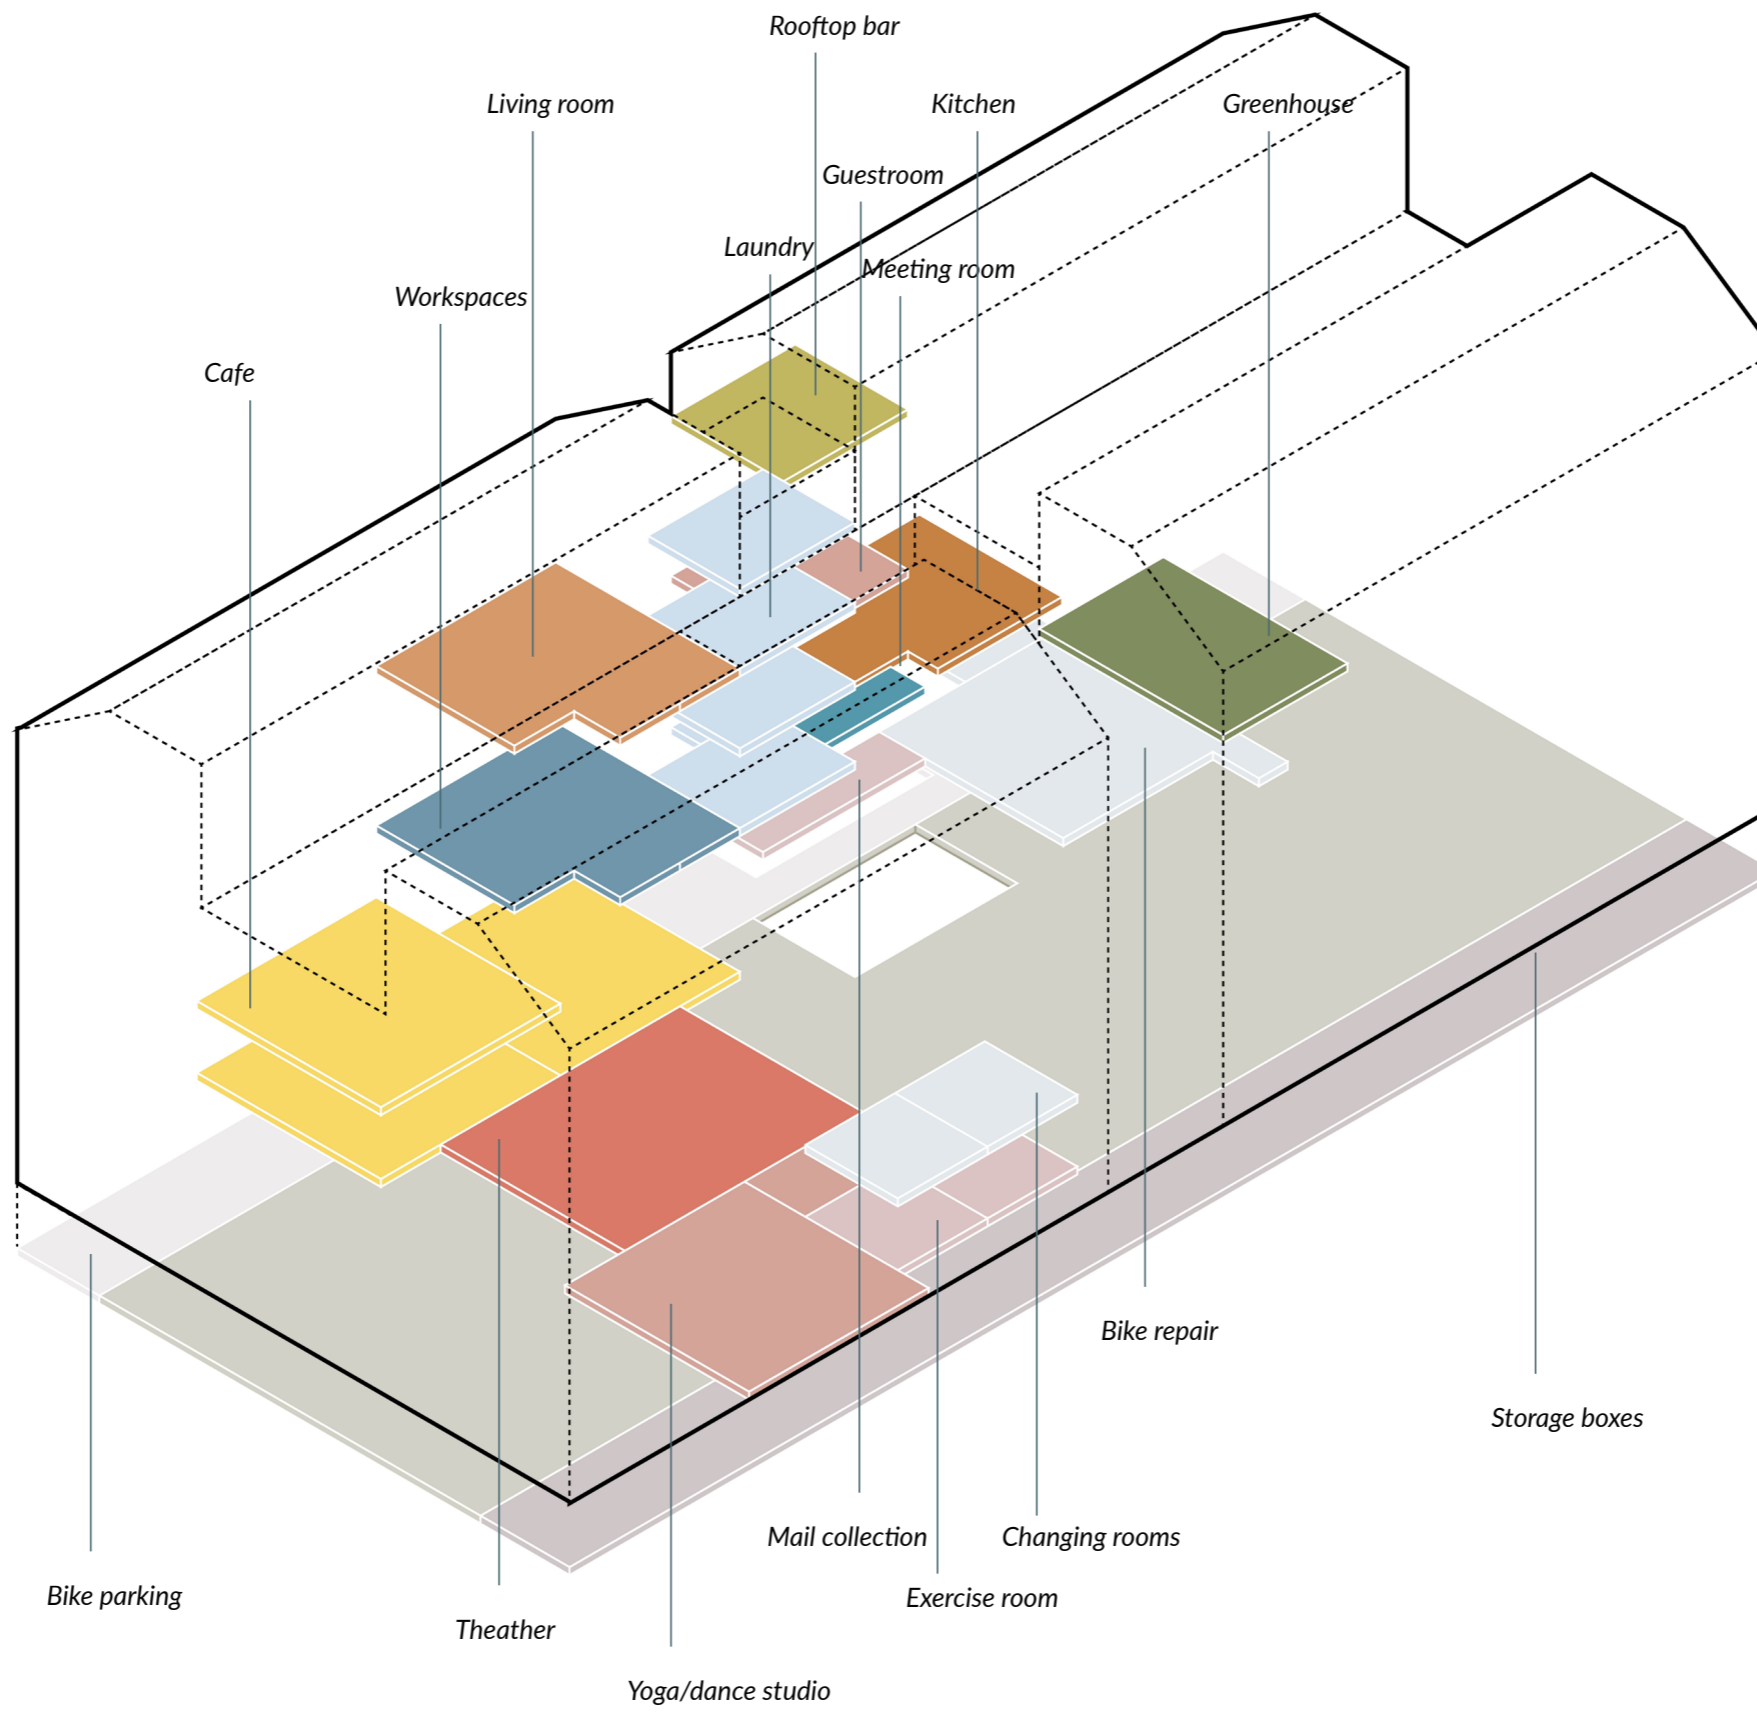 Rooftop bar
Living room
Kitchen
Greenhouse
Guestroom
Laundry
Meeting room
Workspaces
Cafe
Bike repair
Storage boxes
Mail collection
Changing rooms
Bike parking
Exercise room
Theather
Yoga/dance studio